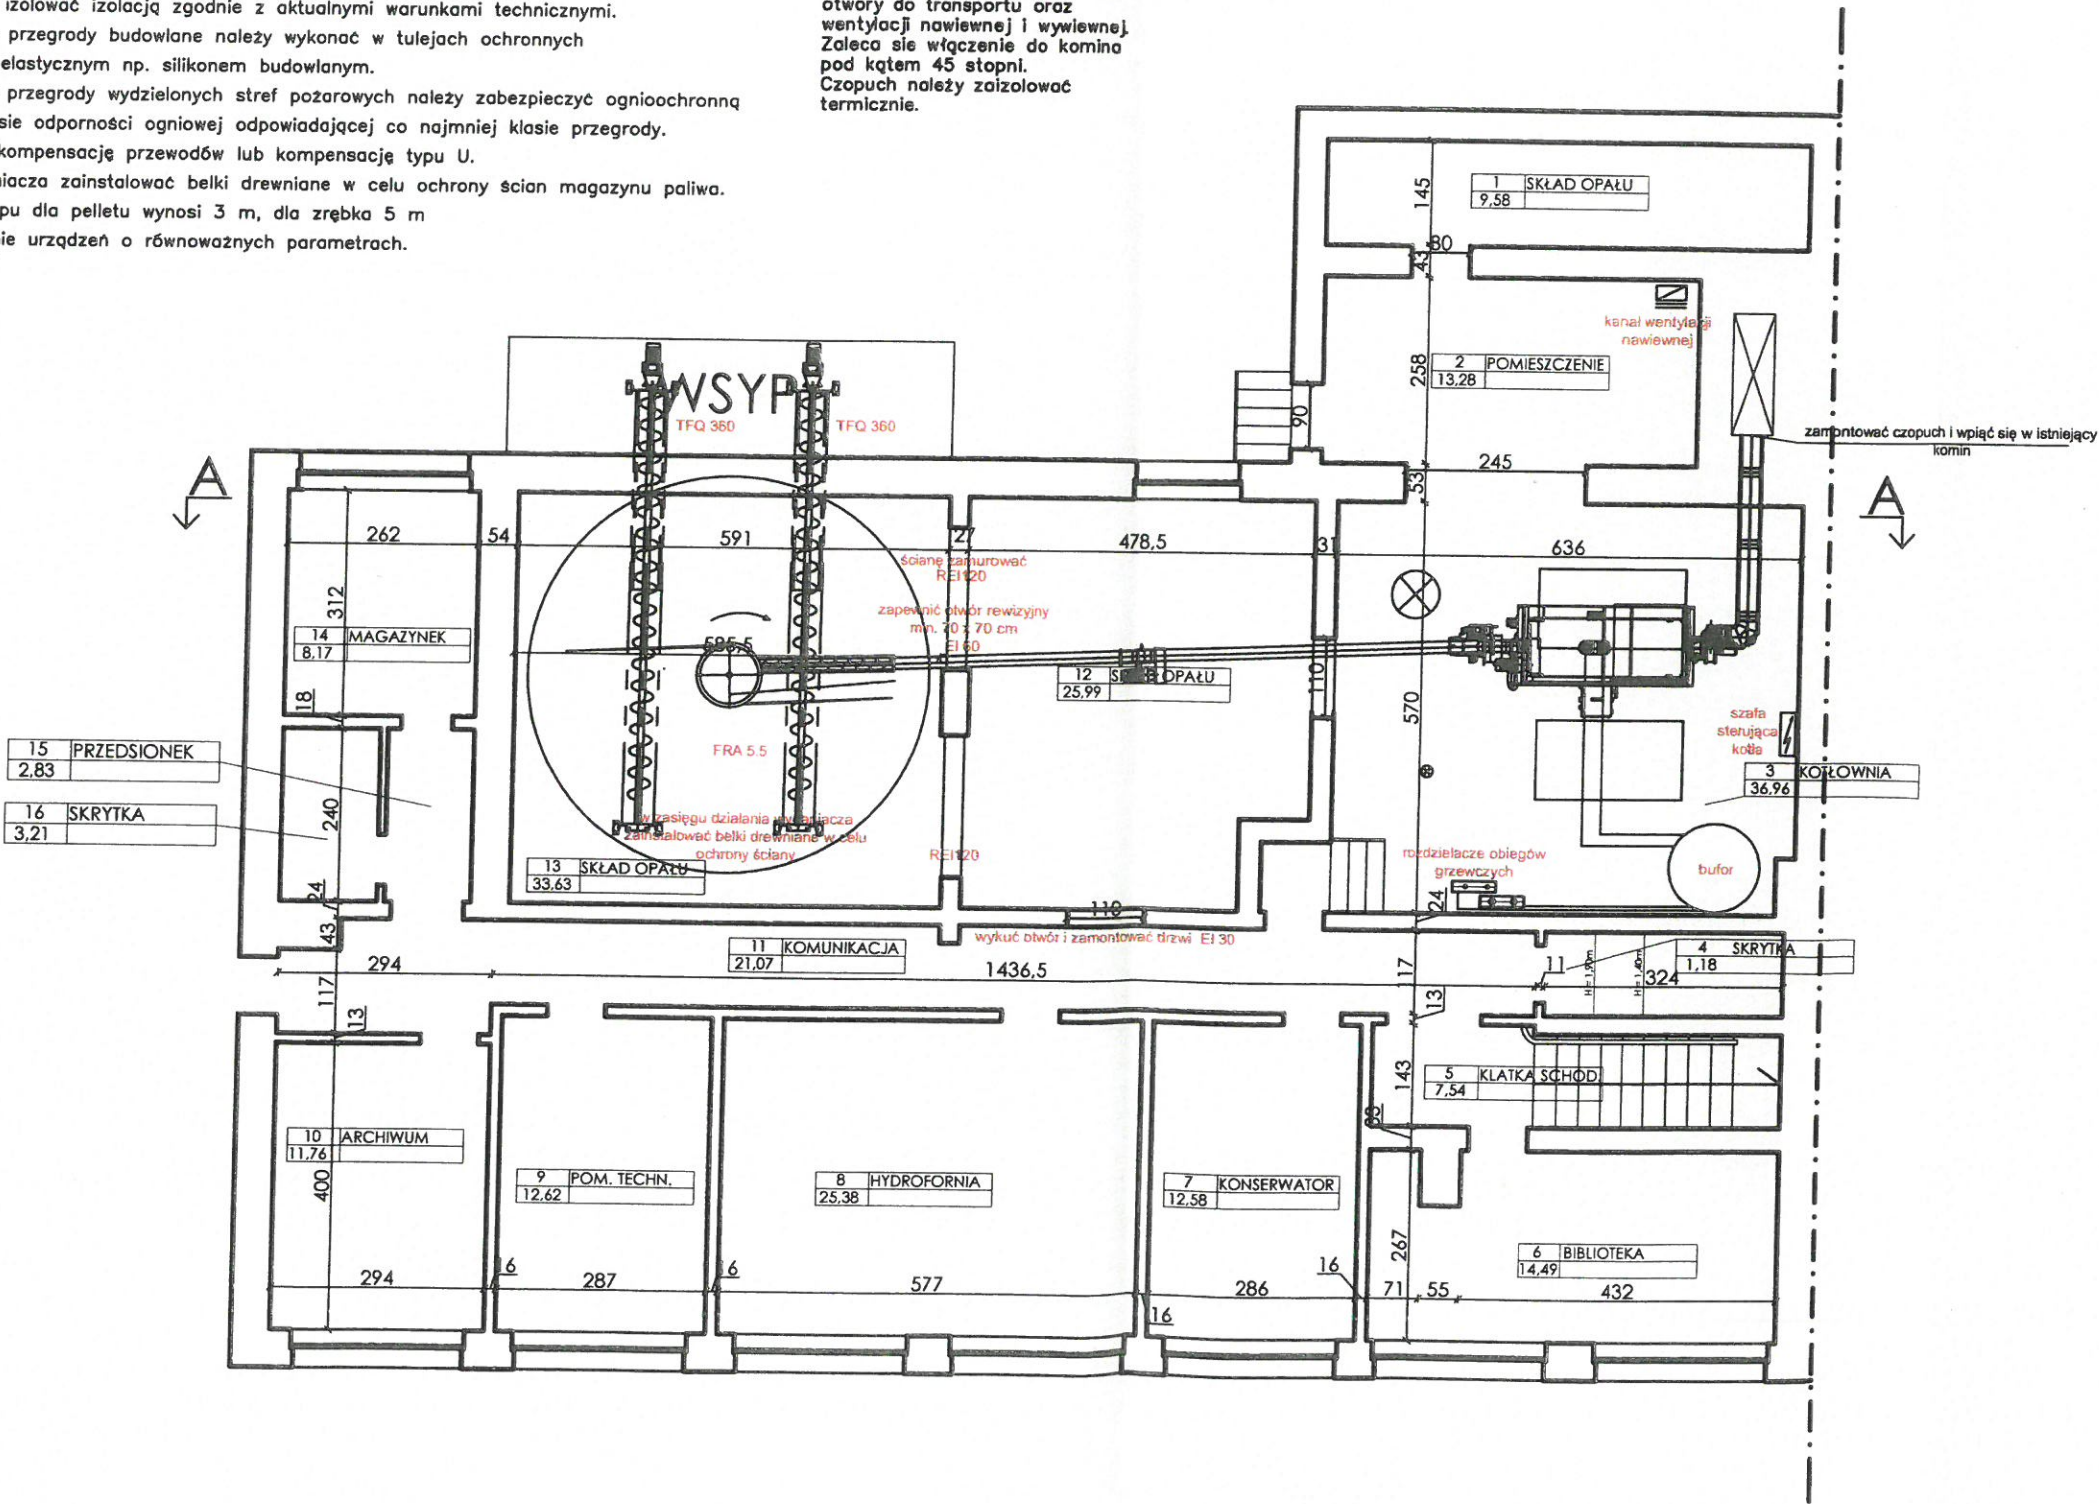 izolować izolacją zgodnie z aktualnymi warunkami technicznymi.
przegrody budowlane należy wykonać w tulejach ochronnych
elastycznym np. silikonem budowlanym.
przegrody wydzielonych stref pożarowych należy zabezpieczyć ognioochronną
sie odporności ogniowej odpowiadającej co najmniej klasie przegrody.
kompensację przewodów lub kompensację typu U.
iacza zainstalować belki drewniane w celu ochrony ścian magazynu paliwa.
pu dla pelletu wynosi 3 m, dla zrębka 5 m
ie urządzeń o równoważnych parametrach.
otwory do transportu oraz
wentylacji nawiewnej i wywiewnej.
Zaleca sie włączenie do komina
pod kątem 45 stopni.
Czopuch należy zaizolować
termicznie.
1 SKŁAD OPAŁU
9,58
145
80
43
kanał wentylacji
nawiewnej
258
2 POMIESZCZENIE
13,28
90
zamontować czopuch i wpiąć się w istniejący
komin
245
53
WSYP
TFQ 360
TFQ 360
A
A
262
54
591
27
478,5
31
636
ścianę zamurować
REI120
zapewnić otwór rewizyjny
min. 70 x 70 cm
EI 60
312
14 MAGAZYNEK
8,17
585,5
12 SKŁAD OPAŁU
25,99
110
570
18
FRA 5.5
szafa
sterująca
kotła
3 KOTŁOWNIA
36,96
15 PRZEDSIONEK
2,83
16 SKRYTKA
3,21
240
w zasięgu działania wygarniacza
zainstalować belki drewniane w celu
ochrony ściany
REI120
13 SKŁAD OPAŁU
33,63
rozdzielacze obiegów
grzewczych
bufor
24
24
110
wykuć otwór i zamontować drzwi EI 30
43
11 KOMUNIKACJA
21,07
294
1436,5
117
117
11
4 SKRYTKA
1,18
H=1,90m
H=1,40m
324
13
13
143
5 KLATKA SCHOD.
7,54
10 ARCHIWUM
11,76
400
9 POM. TECHN.
12,62
8 HYDROFORNIA
25,38
7 KONSERWATOR
12,58
267
6 BIBLIOTEKA
14,49
294
16
287
16
577
16
286
16
71
55
432